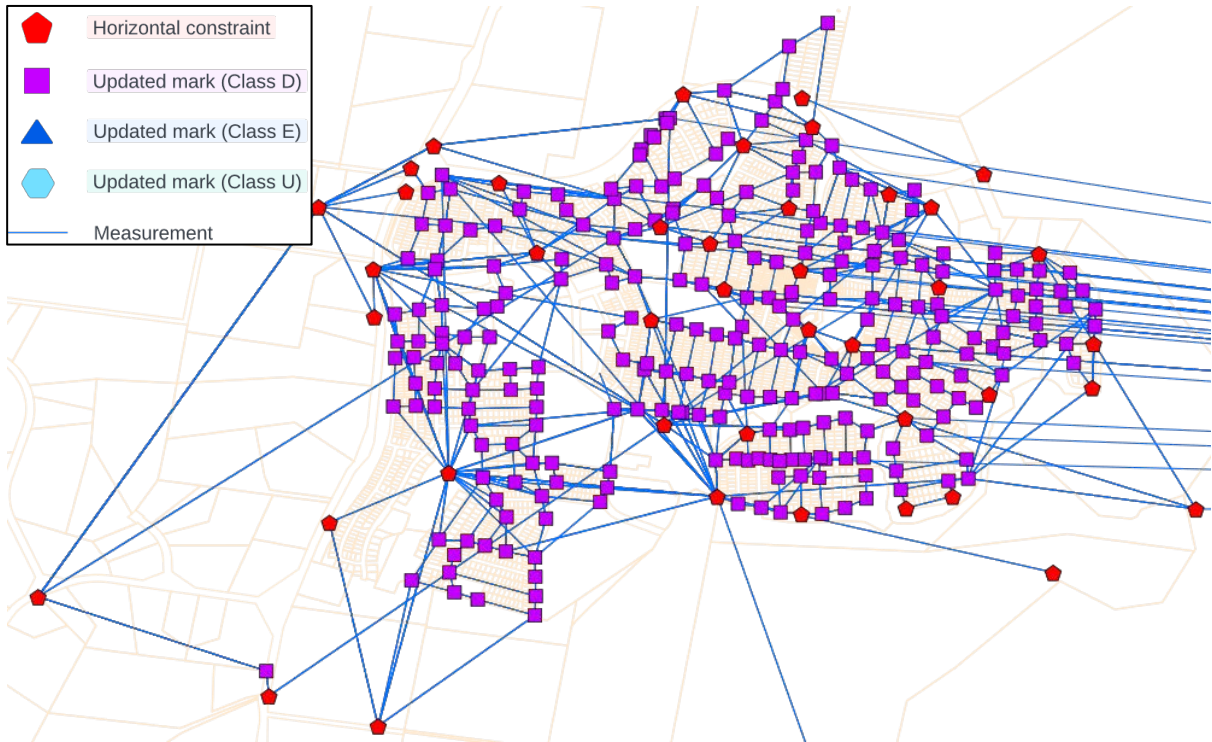 Horizontal constraint
Updated mark (Class D)
Updated mark (Class E)
Updated mark (Class U)
Measurement